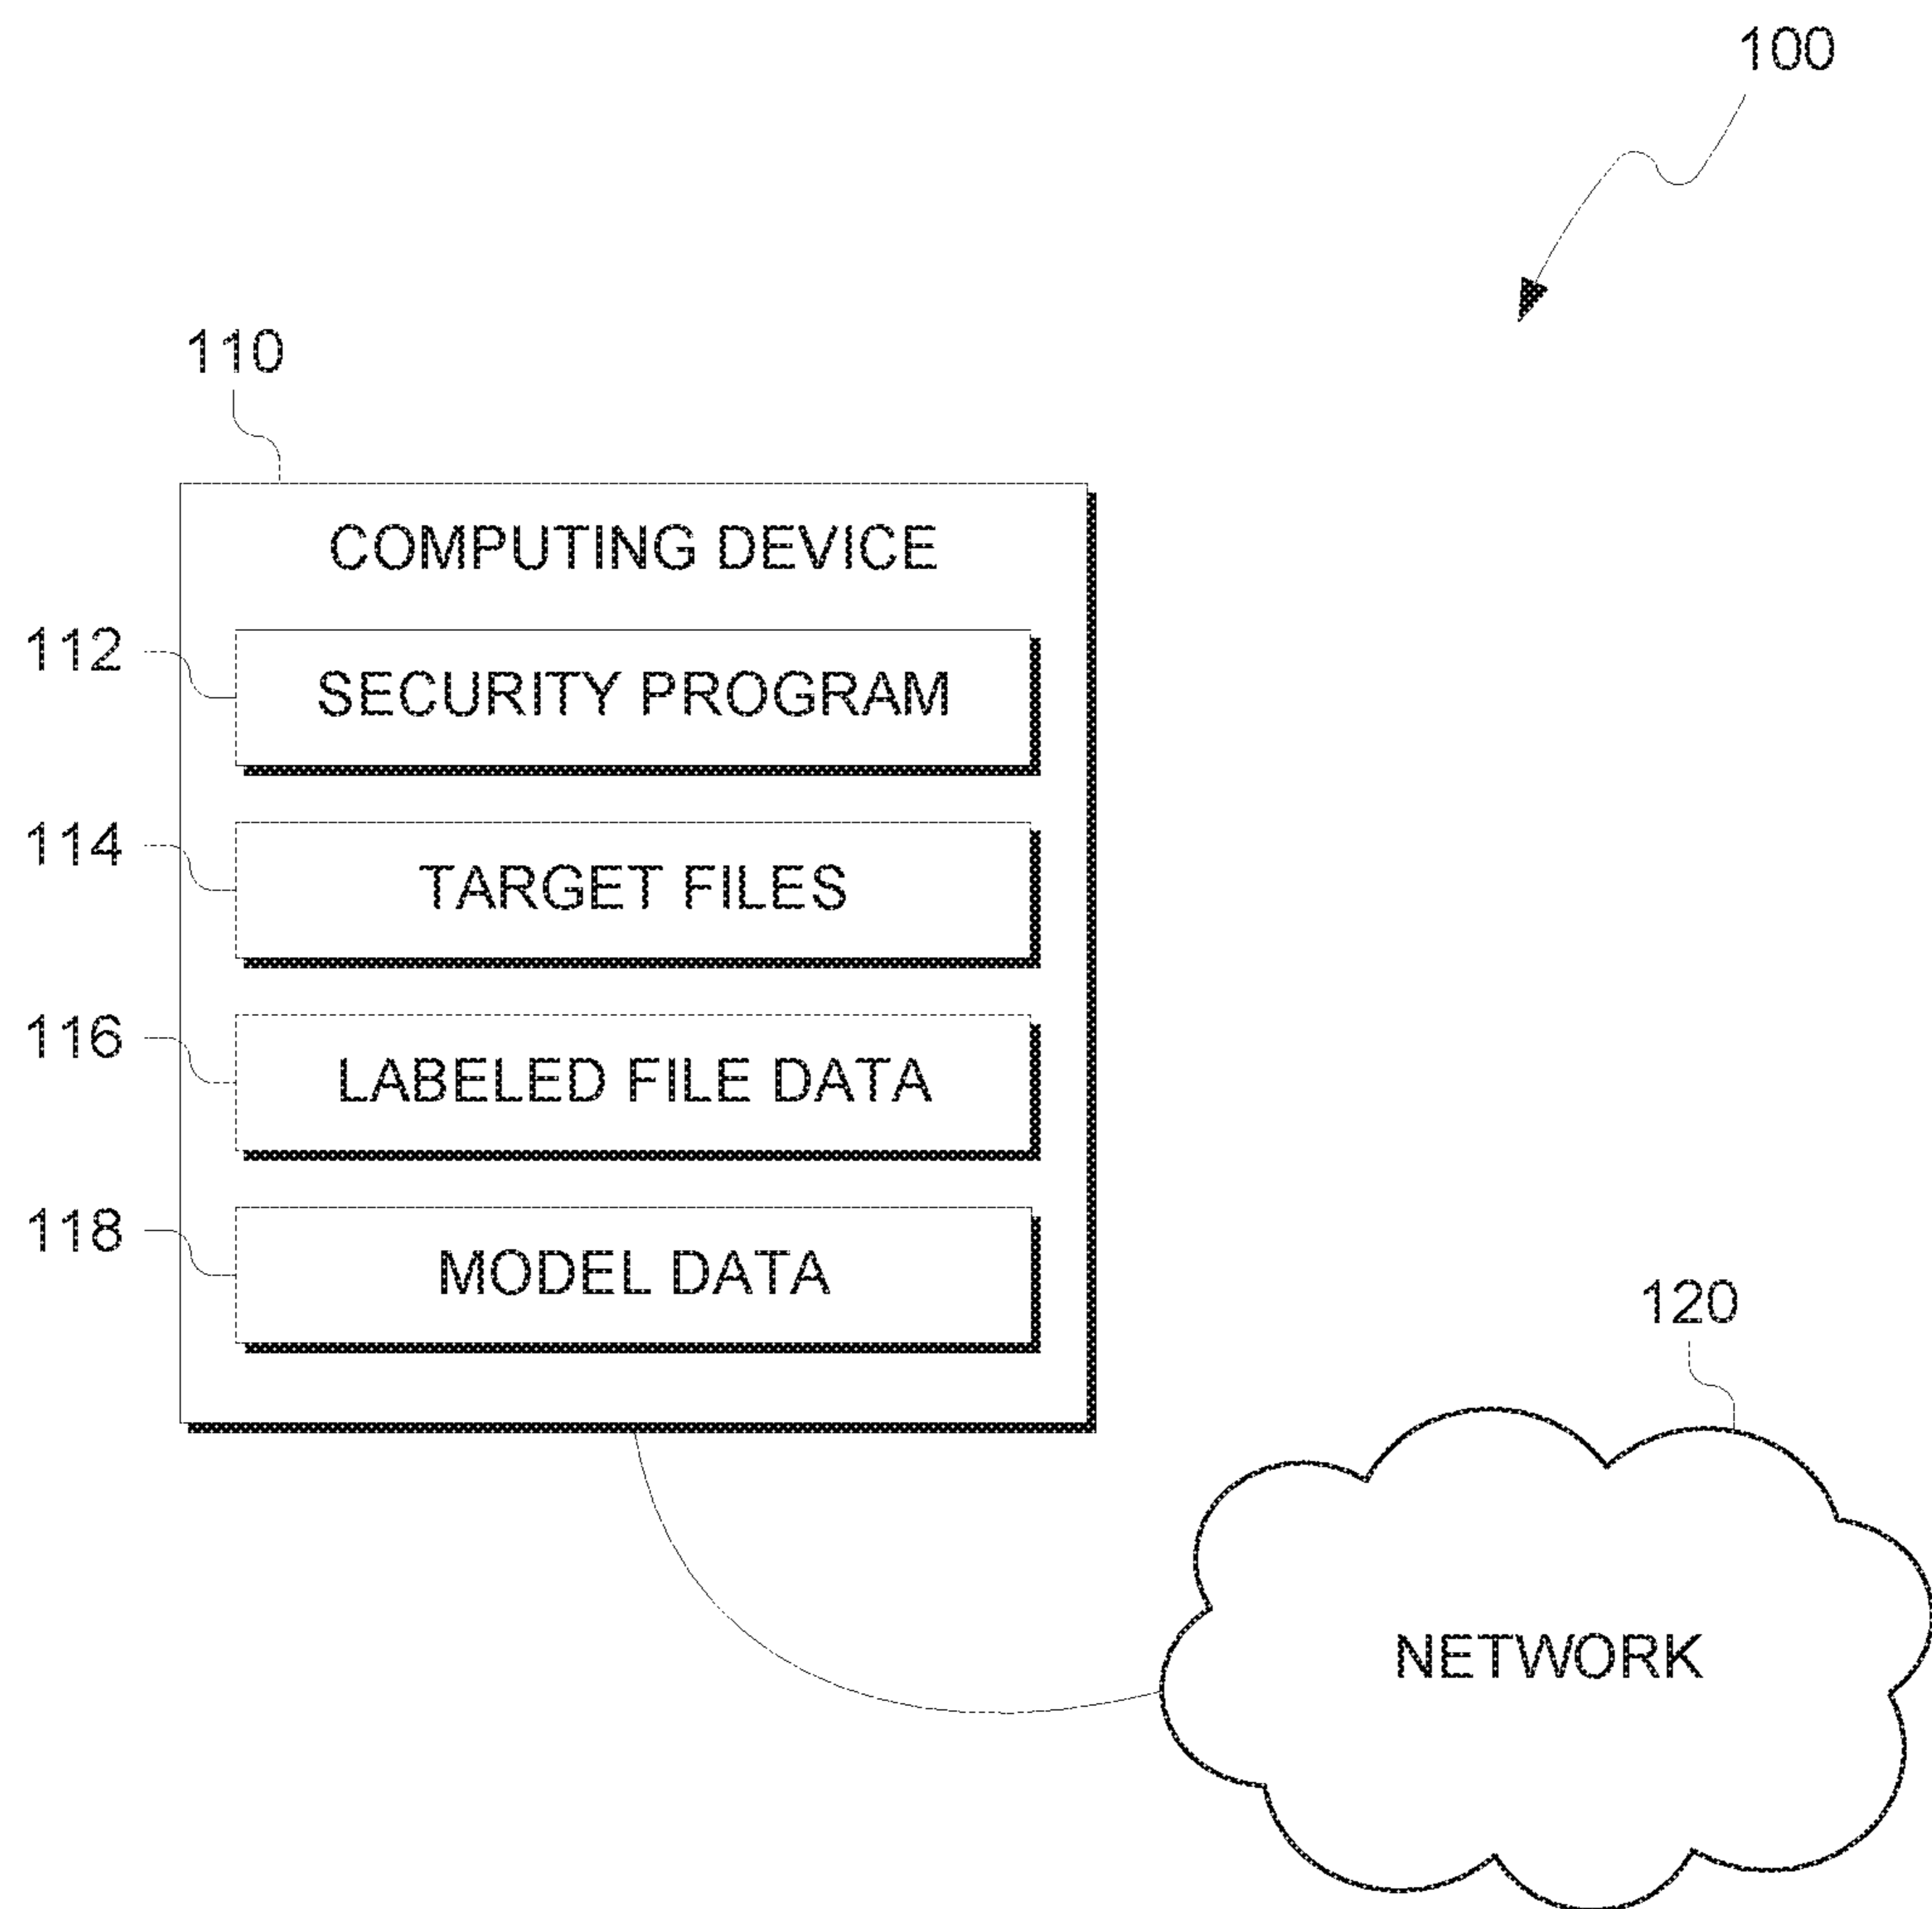 100
110
COMPUTING DEVICE
112
SECURITY PROGRAM
114
TARGET FILES
116
LABELED FILE DATA
118
MODEL DATA
120
NETWORK